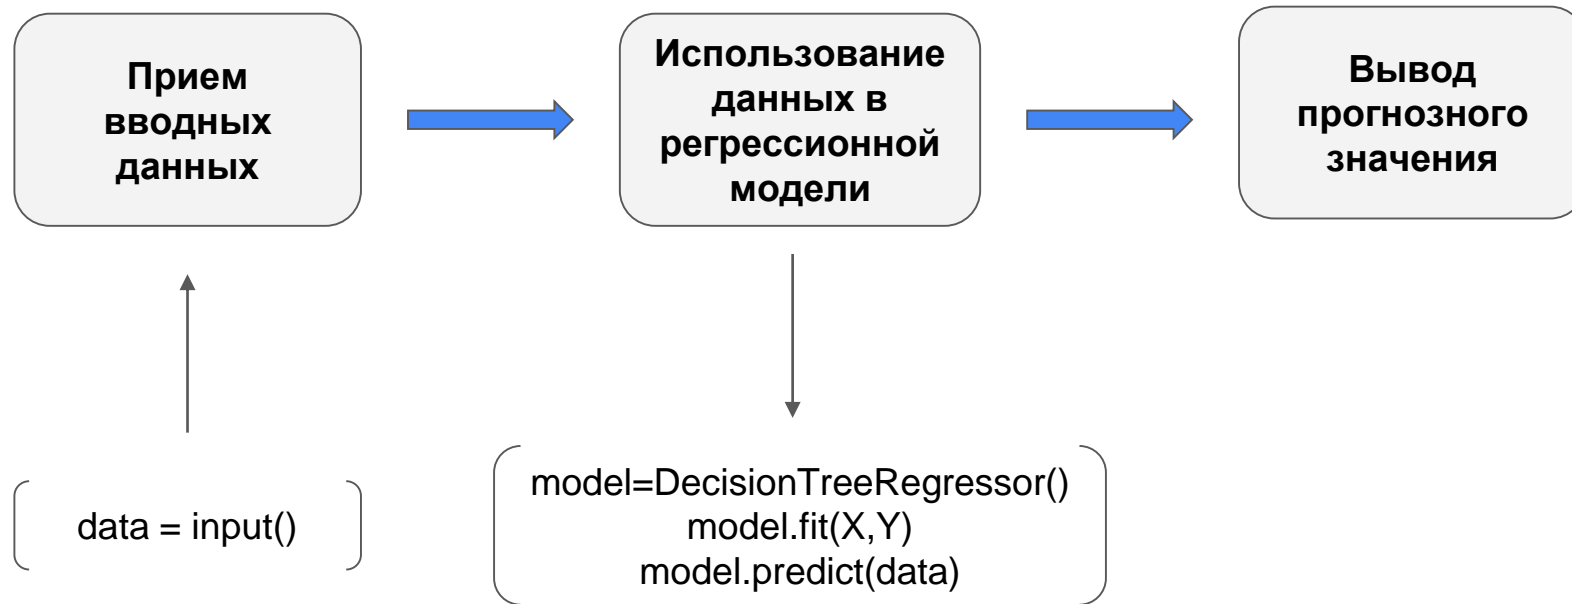 Прием
вводных
данных
Использование
данных в
регрессионной
модели
Вывод
прогнозного
значения
data = input()
model=DecisionTreeRegressor()
model.fit(X,Y)
model.predict(data)